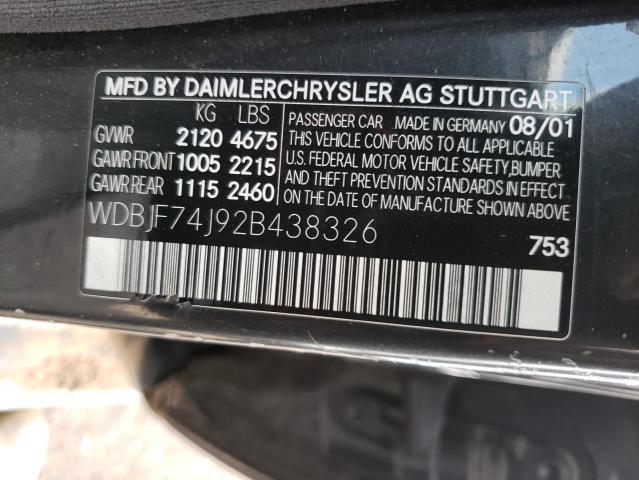 MFD BY DAIMLERCHRYSLER AG STUTTGART
KG LBS
GVWR 2120 4675
GAWR FRONT 1005 2215
GAWR REAR 1115 2460
PASSENGER CAR MADE IN GERMANY 08/01
THIS VEHICLE CONFORMS TO ALL APPLICABLE
U.S. FEDERAL MOTOR VEHICLE SAFETY, BUMPER
AND THEFT PREVENTION STANDARDS IN EFFECT
ON THE DATE OF MANUFACTURE SHOWN ABOVE.
WDBJF74J92B438326
753